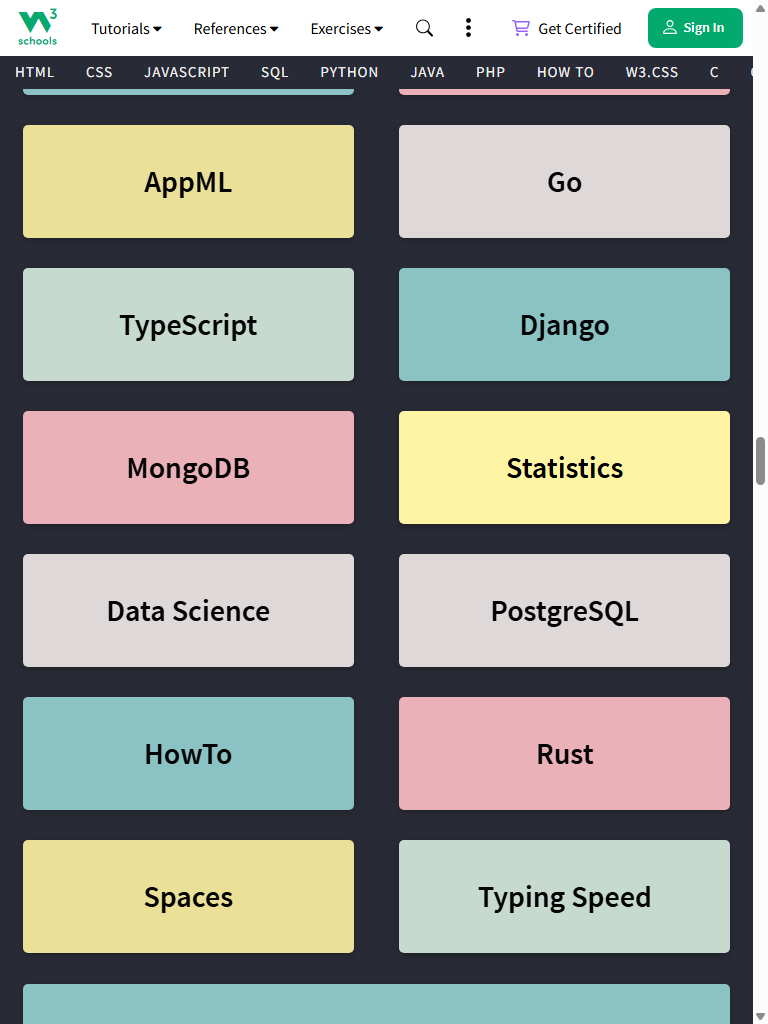 3
schools
Tutorials References Exercises Get Certified Sign In
HTML CSS JAVASCRIPT SQL PYTHON JAVA PHP HOW TO W3.CSS C
AppML Go
TypeScript Django
MongoDB Statistics
Data Science PostgreSQL
HowTo Rust
Spaces Typing Speed